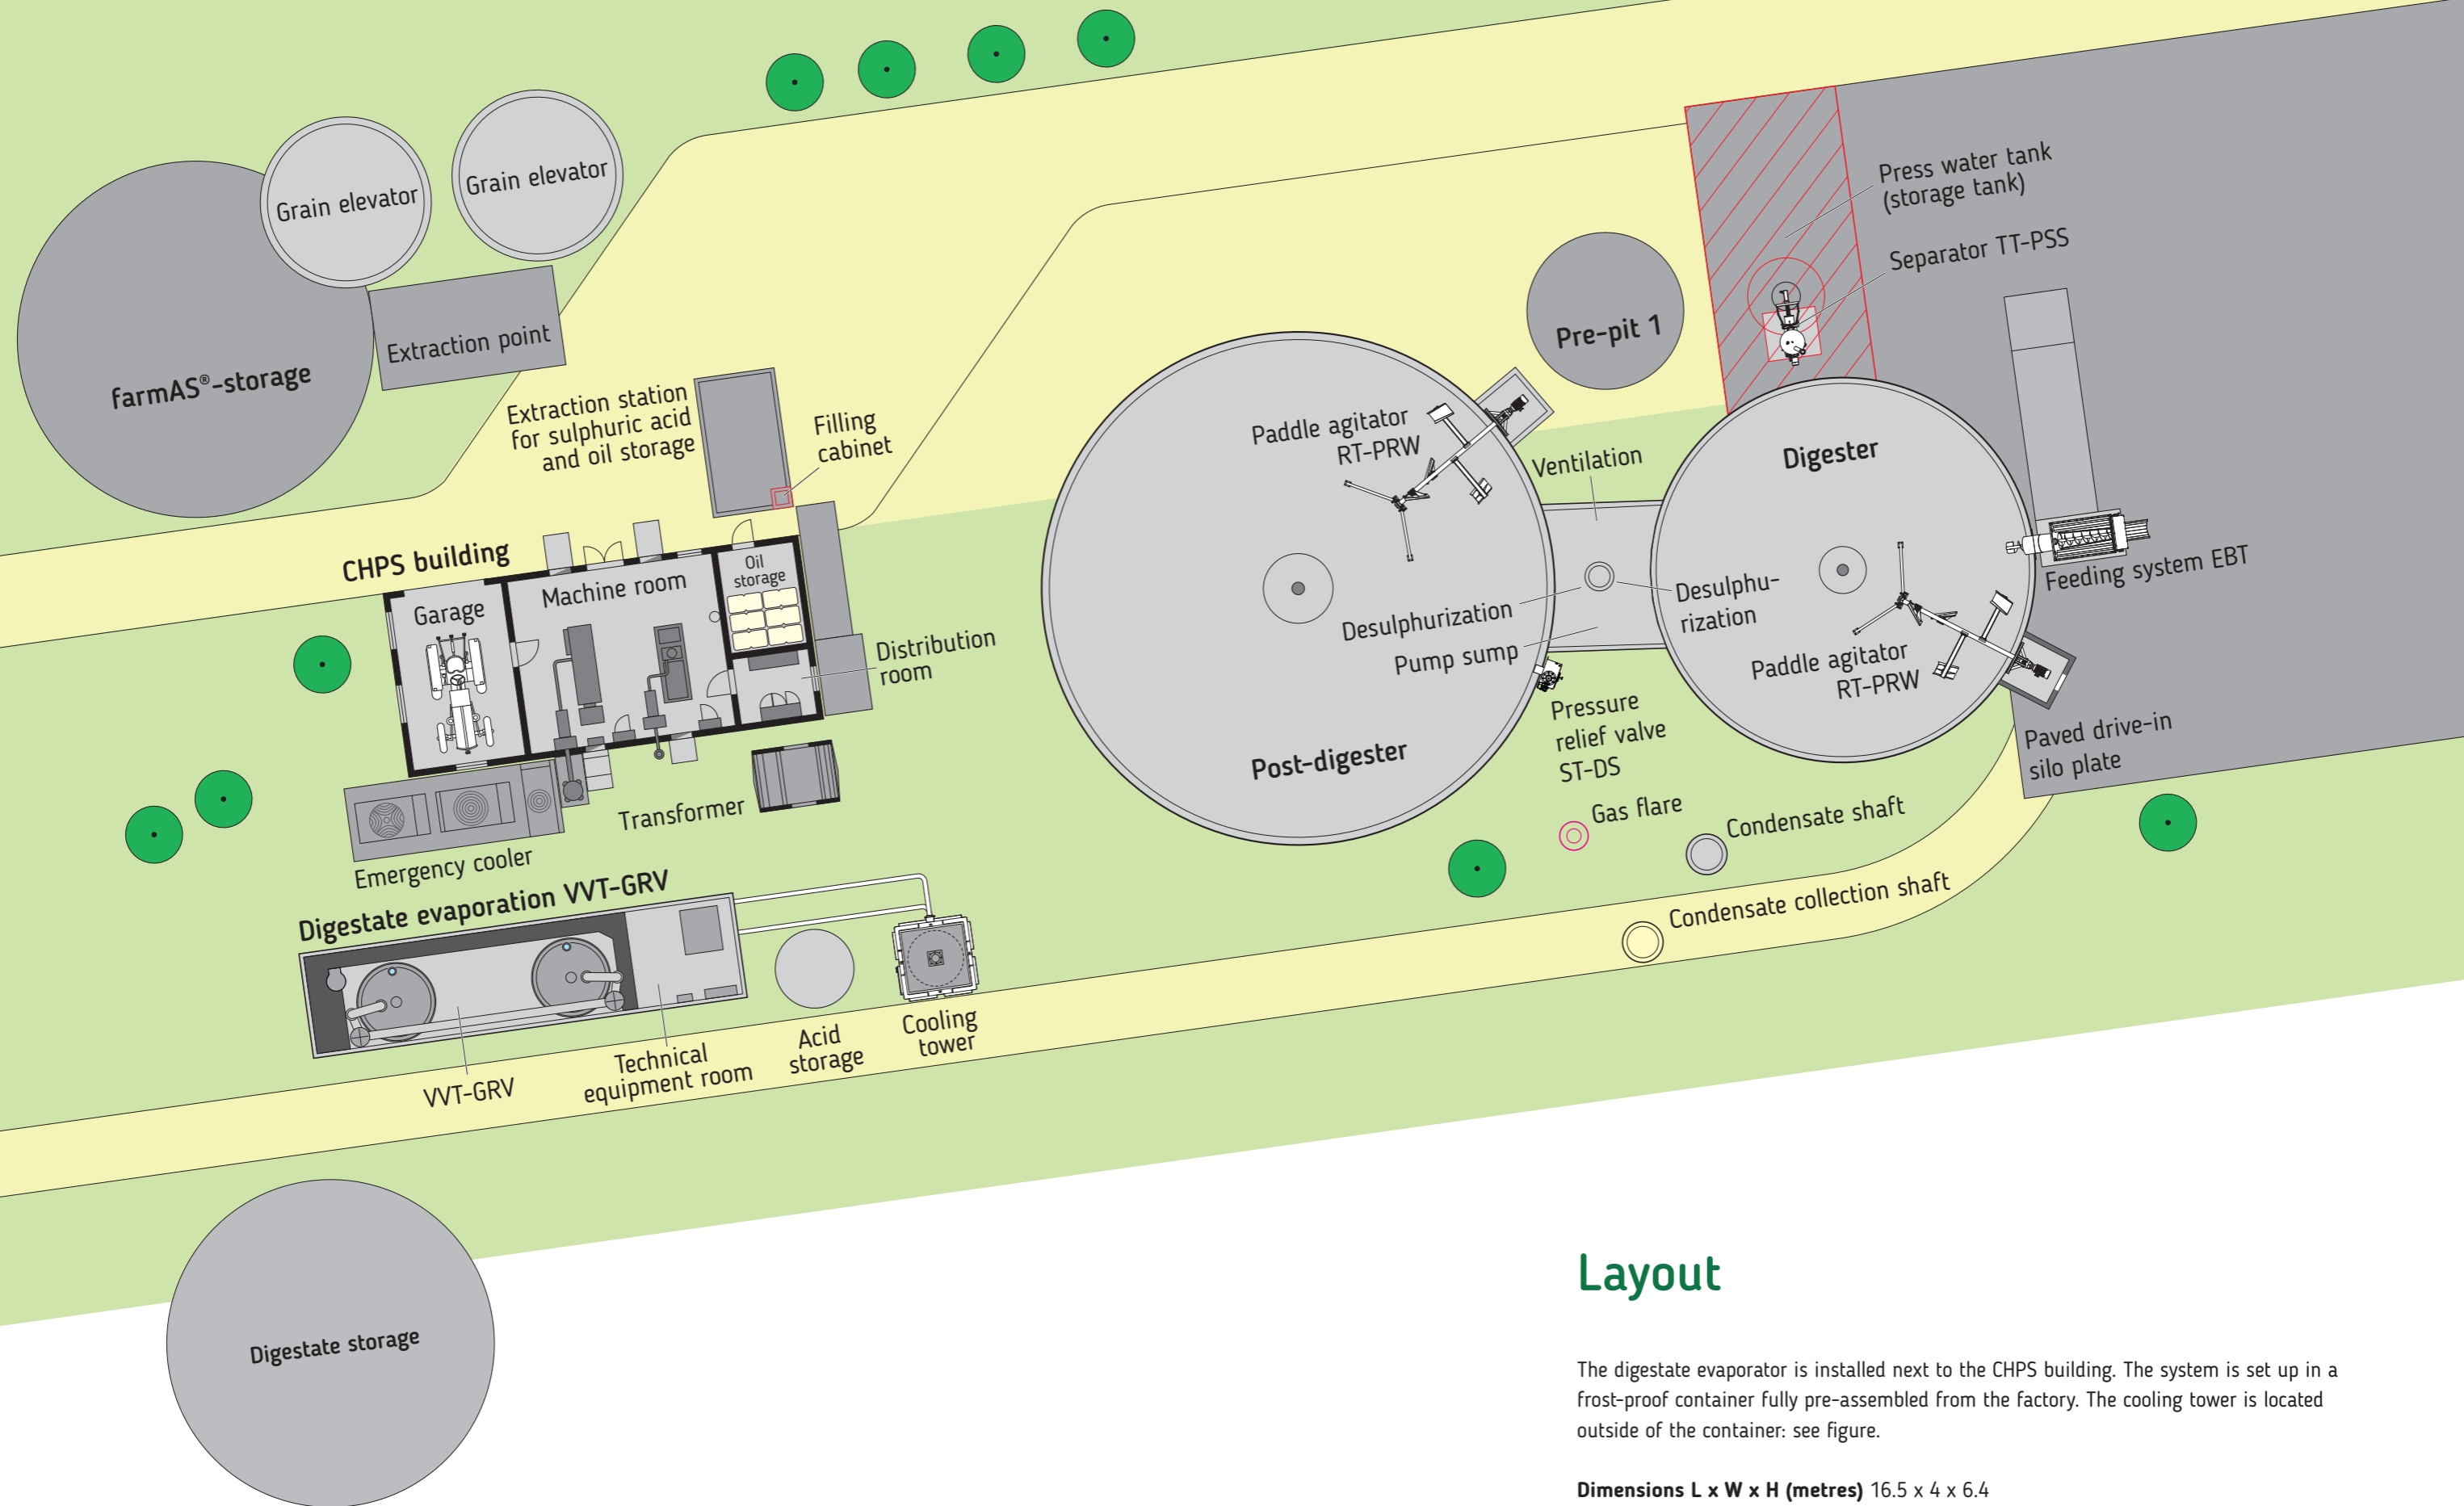 Grain elevator
Grain elevator
farmAS®-storage
Extraction point
Extraction station
for sulphuric acid
and oil storage
Filling
cabinet
CHPS building
Garage
Machine room
Oil
storage
Distribution
room
Transformer
Emergency cooler
Digestate evaporation VVT-GRV
VVT-GRV
Technical
equipment room
Acid
storage
Cooling
tower
Digestate storage
Press water tank
(storage tank)
Separator TT-PSS
Pre-pit 1
Paddle agitator
RT-PRW
Ventilation
Digester
Desulphurization
Desulphu-
rization
Pump sump
Feeding system EBT
Paddle agitator
RT-PRW
Post-digester
Pressure
relief valve
ST-DS
Paved drive-in
silo plate
Gas flare
Condensate shaft
Condensate collection shaft
Layout
The digestate evaporator is installed next to the CHPS building. The system is set up in a
frost-proof container fully pre-assembled from the factory. The cooling tower is located
outside of the container: see figure.
Dimensions L x W x H (metres) 16.5 x 4 x 6.4